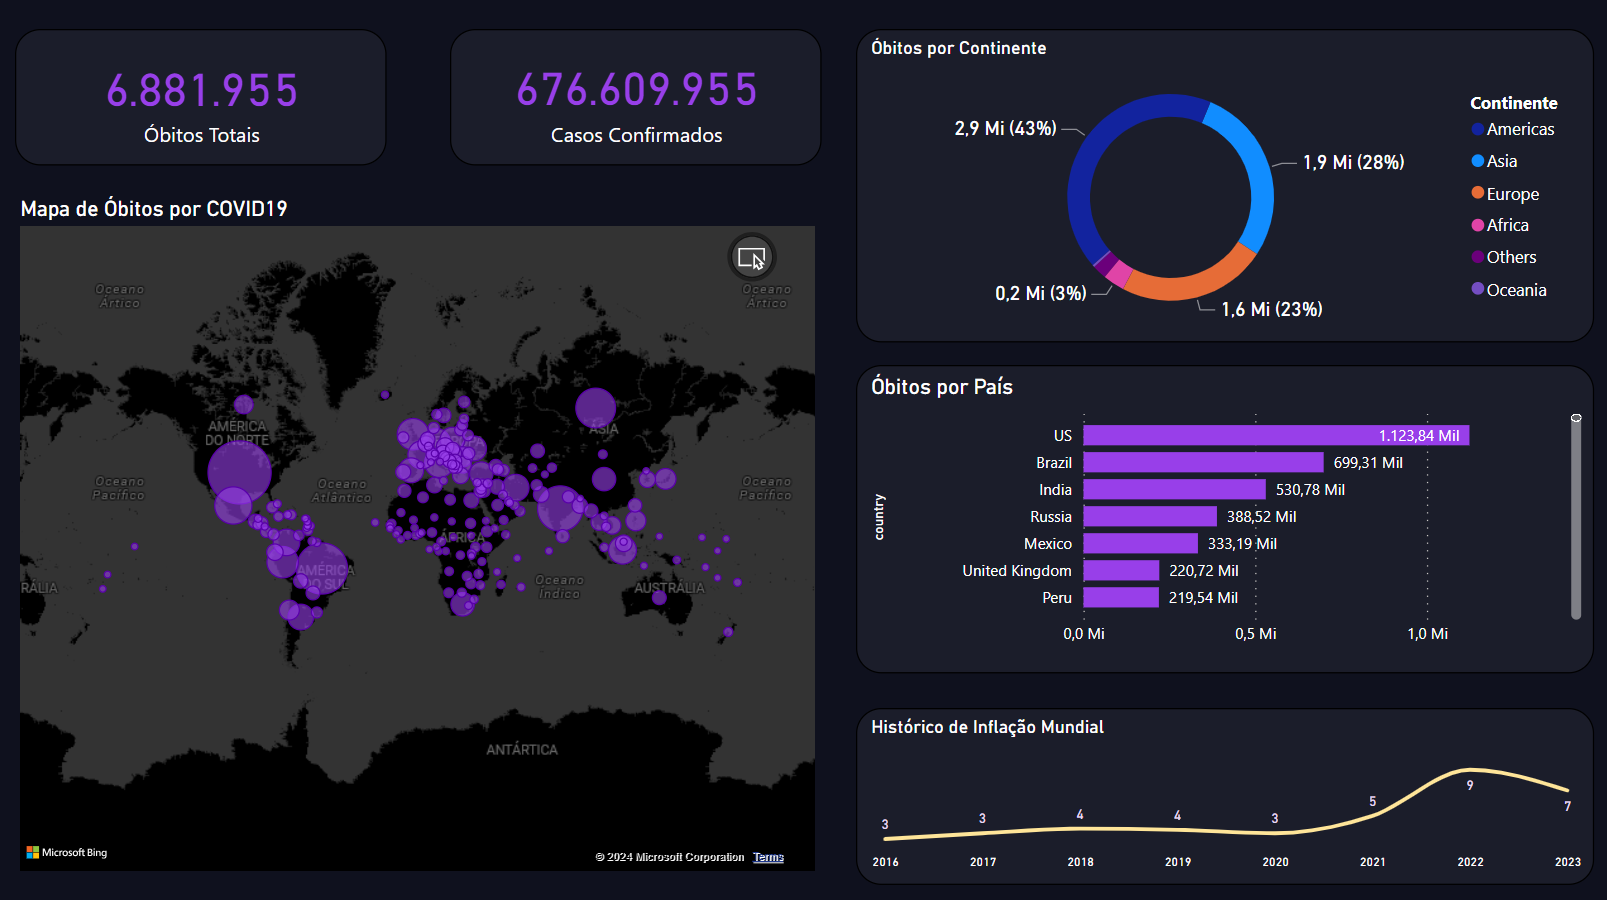 6.881.955
Óbitos Totais
676.609.955
Casos Confirmados
Mapa de Óbitos por COVID19
Oceano
Ártico
Oceano
Ártico
AMÉRICA
DO NORTE
ÁSIA
Oceano
Pacífico
Oceano
Atlântico
Oceano
Pacífico
ÁFRICA
AMÉRICA
DO SUL
Oceano
Índico
RÁLIA
AUSTRÁLIA
ANTÁRTICA
Microsoft Bing
© 2024 Microsoft Corporation Terms
Óbitos por Continente
2,9 Mi (43%)
1,9 Mi (28%)
0,2 Mi (3%)
1,6 Mi (23%)
Continente
Americas
Asia
Europe
Africa
Others
Oceania
Óbitos por País
country
US 1.123,84 Mil
Brazil 699,31 Mil
India 530,78 Mil
Russia 388,52 Mil
Mexico 333,19 Mil
United Kingdom 220,72 Mil
Peru 219,54 Mil
0,0 Mi 0,5 Mi 1,0 Mi
Histórico de Inflação Mundial
3 3 4 4 3 5 9 7
2016 2017 2018 2019 2020 2021 2022 2023